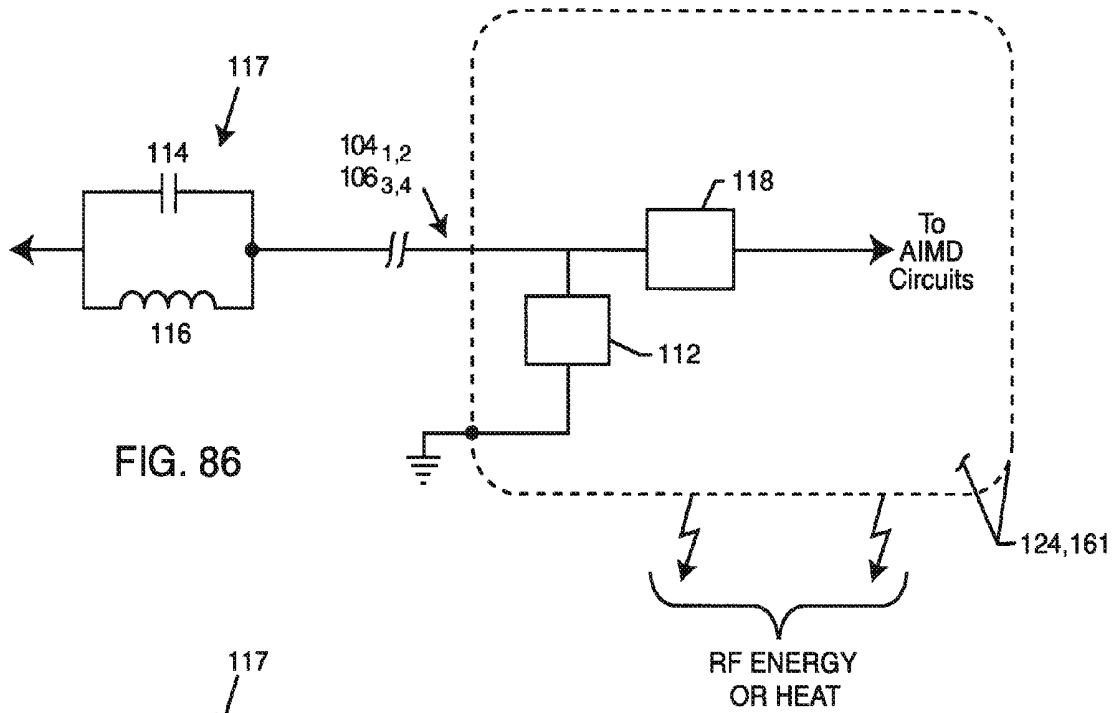 117
114
104 1,2
106 3,4
118
To
AIMD
Circuits
116
112
FIG. 86
124,161
RF ENERGY
OR HEAT
117